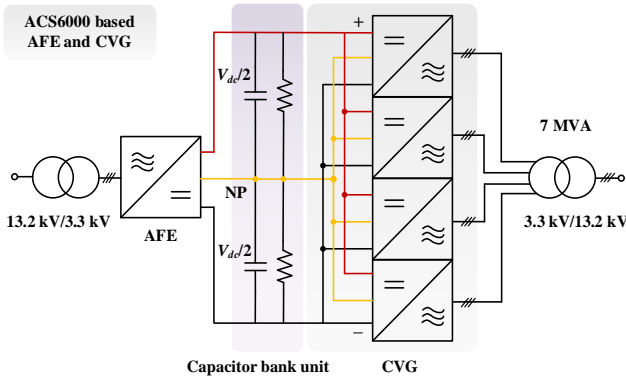 ACS6000 based
AFE and CVG
+
V_dc/2
7 MVA
NP
13.2 kV/3.3 kV
3.3 kV/13.2 kV
AFE
V_dc/2
−
Capacitor bank unit
CVG